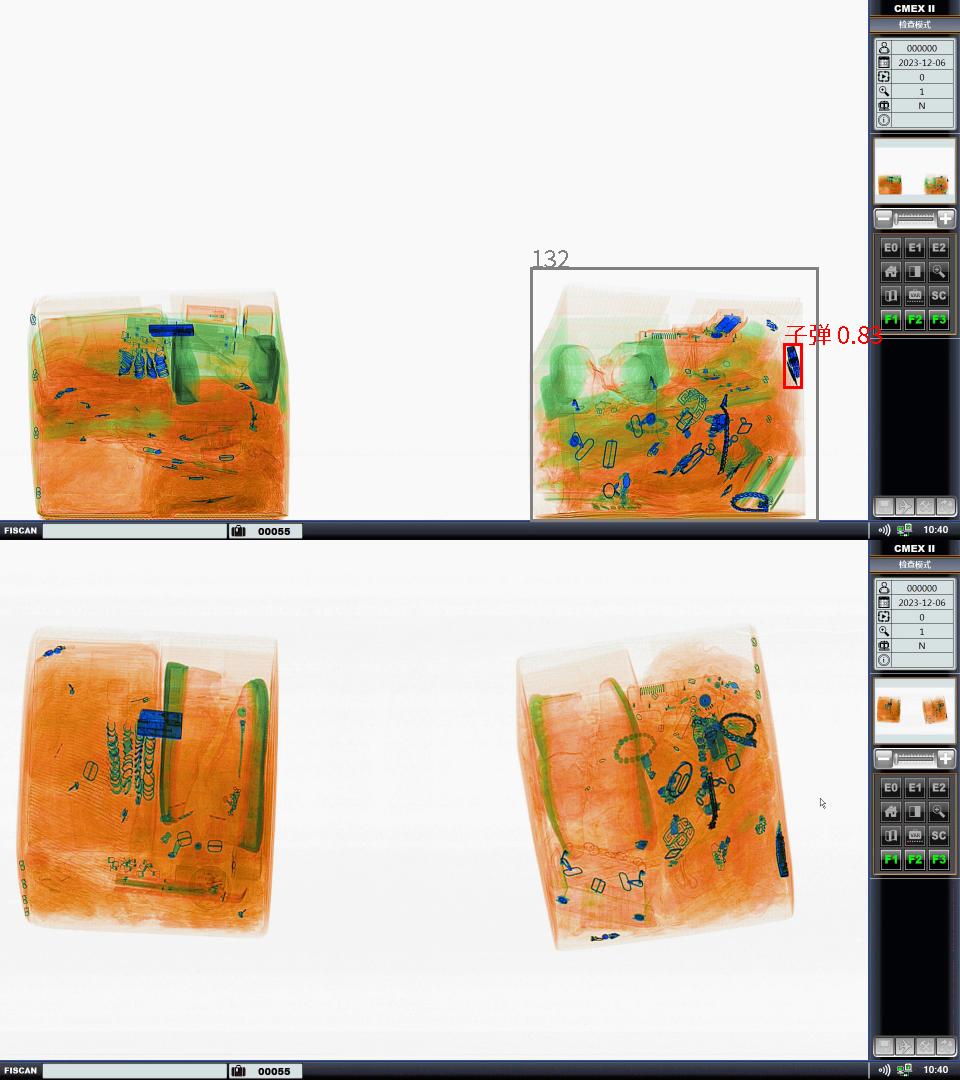 CMEX II
检查模式
000000
2023-12-06
0
1
N
132
子弹 0.83
E0 E1 E2
VAR SC
F1 F2 F3
FISCAN 00055 10:40
CMEX II
检查模式
000000
2023-12-06
0
1
N
E0 E1 E2
VAR SC
F1 F2 F3
FISCAN 00055 10:40